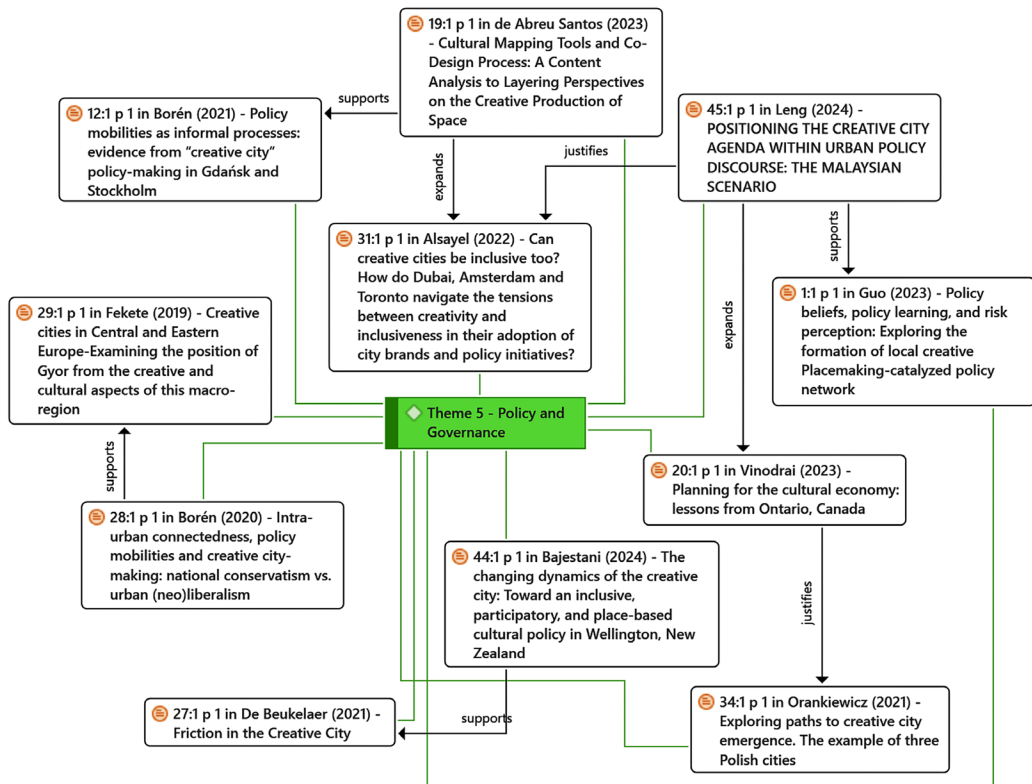 19:1 p 1 in de Abreu Santos (2023)
- Cultural Mapping Tools and Co-
Design Process: A Content
Analysis to Layering Perspectives
on the Creative Production of
Space
supports
12:1 p 1 in Borén (2021) - Policy
mobilities as informal processes:
evidence from “creative city”
policy-making in Gdańsk and
Stockholm
45:1 p 1 in Leng (2024) -
POSITIONING THE CREATIVE CITY
AGENDA WITHIN URBAN POLICY
DISCOURSE: THE MALAYSIAN
SCENARIO
justifies
expands
supports
31:1 p 1 in Alsayel (2022) - Can
creative cities be inclusive too?
How do Dubai, Amsterdam and
Toronto navigate the tensions
between creativity and
inclusiveness in their adoption of
city brands and policy initiatives?
expands
1:1 p 1 in Guo (2023) - Policy
beliefs, policy learning, and risk
perception: Exploring the
formation of local creative
Placemaking-catalyzed policy
network
29:1 p 1 in Fekete (2019) - Creative
cities in Central and Eastern
Europe-Examining the position of
Gyor from the creative and
cultural aspects of this macro-
region
Theme 5 - Policy and
Governance
supports
20:1 p 1 in Vinodrai (2023) -
Planning for the cultural economy:
lessons from Ontario, Canada
28:1 p 1 in Borén (2020) - Intra-
urban connectedness, policy
mobilities and creative city-
making: national conservatism vs.
urban (neo)liberalism
44:1 p 1 in Bajestani (2024) - The
changing dynamics of the creative
city: Toward an inclusive,
participatory, and place-based
cultural policy in Wellington, New
Zealand
justifies
27:1 p 1 in De Beukelaer (2021) -
Friction in the Creative City
supports
34:1 p 1 in Orankiewicz (2021) -
Exploring paths to creative city
emergence. The example of three
Polish cities